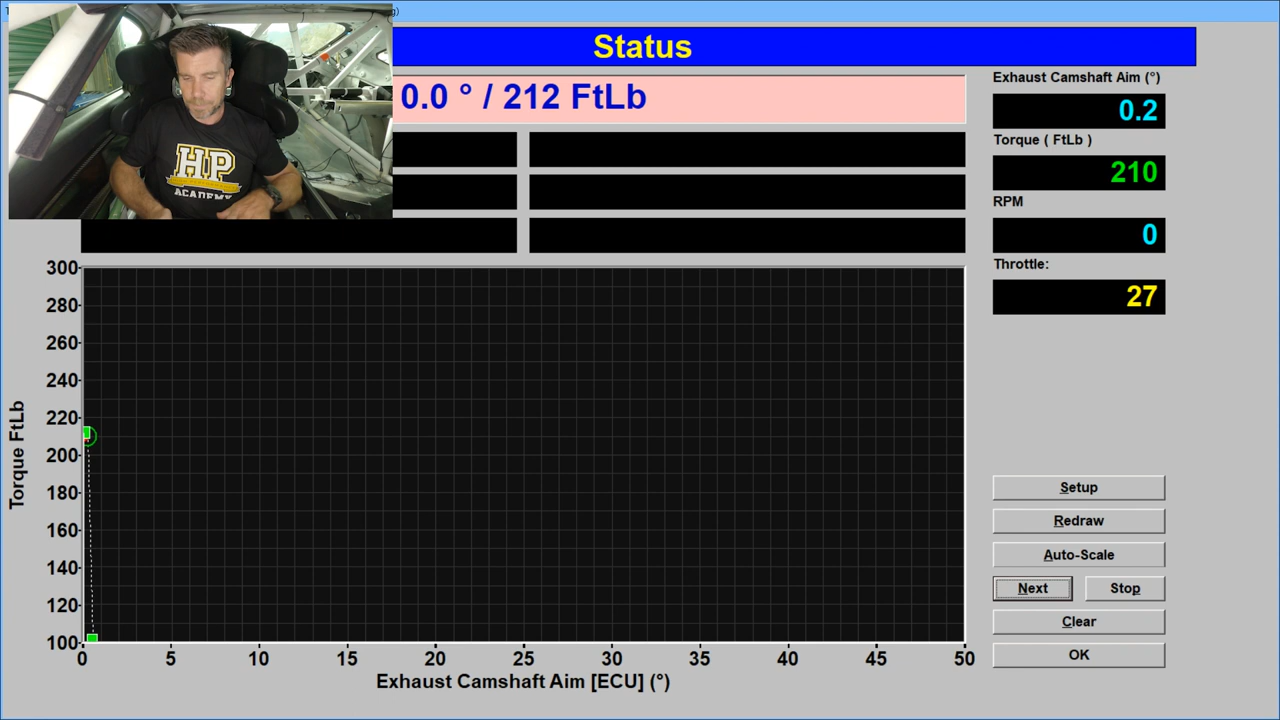 Status
0.0 ° / 212 FtLb
Exhaust Camshaft Aim (°)
0.2
Torque ( FtLb )
210
RPM
0
Throttle:
27
HP
ACADEMY
300
280
260
240
220
200
180
160
140
120
100
Torque FtLb
0 5 10 15 20 25 30 35 40 45 50
Exhaust Camshaft Aim [ECU] (°)
Setup
Redraw
Auto-Scale
Next Stop
Clear
OK